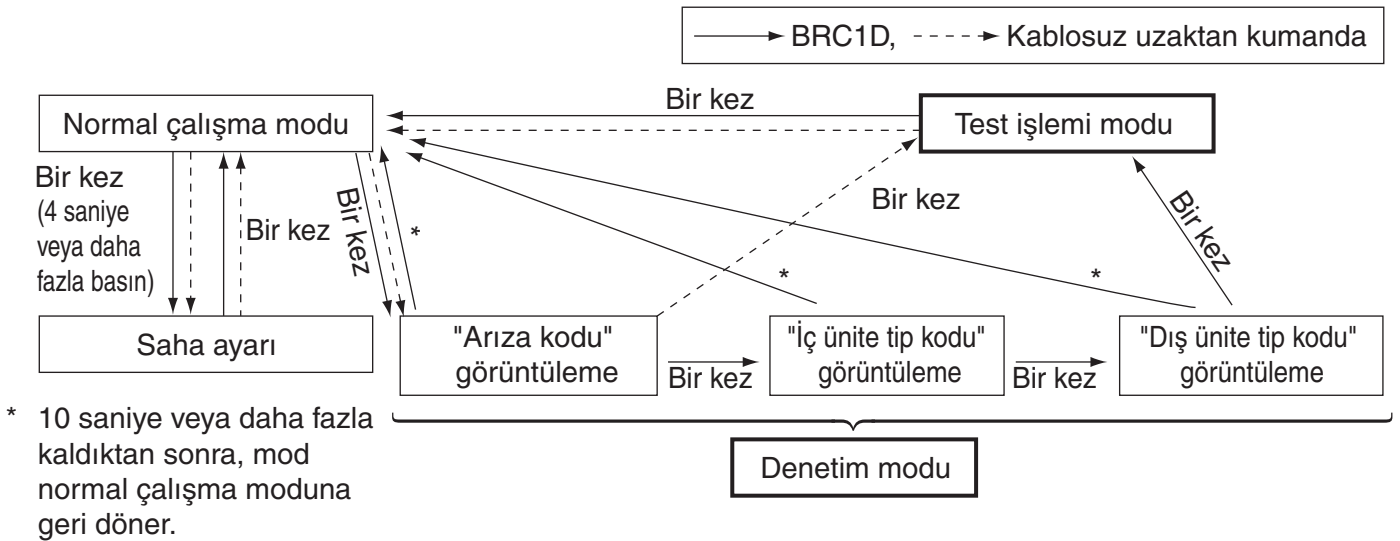 BRC1D, Kablosuz uzaktan kumanda
Normal çalışma modu
Bir kez
Test işlemi modu
Bir kez
(4 saniye
veya daha
fazla basın)
Bir kez
Bir kez
*
Bir kez
Bir kez
*
*
Saha ayarı
"Arıza kodu"
görüntüleme
Bir kez
"İç ünite tip kodu"
görüntüleme
Bir kez
"Dış ünite tip kodu"
görüntüleme
* 10 saniye veya daha fazla
kaldıktan sonra, mod
normal çalışma moduna
geri döner.
Denetim modu